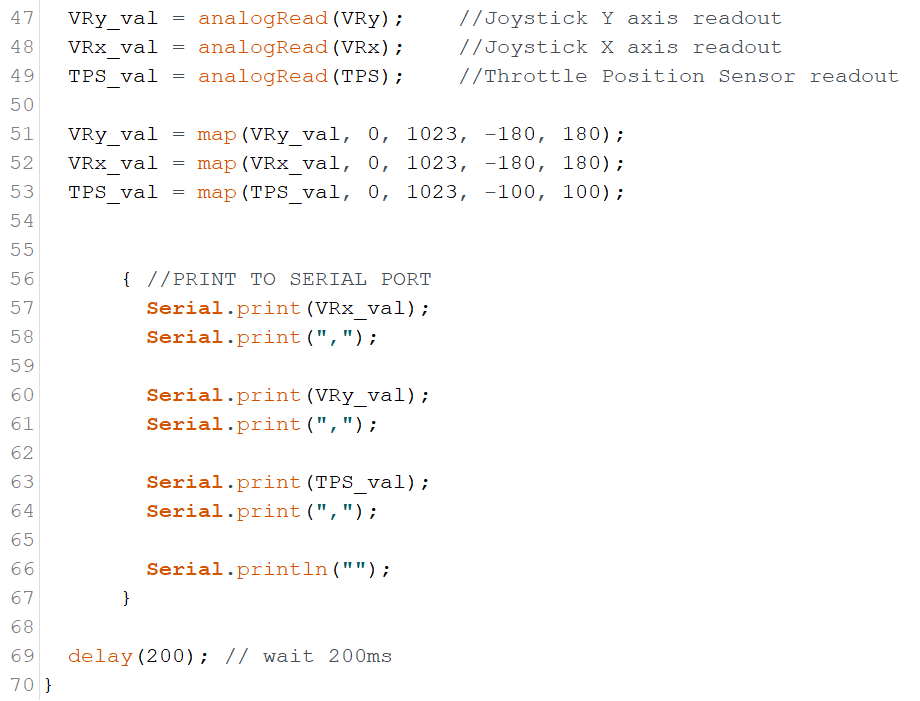 47 VRy_val = analogRead(VRy); //Joystick Y axis readout
48 VRx_val = analogRead(VRx); //Joystick X axis readout
49 TPS_val = analogRead(TPS); //Throttle Position Sensor readout
50
51 VRy_val = map(VRy_val, 0, 1023, -180, 180);
52 VRx_val = map(VRx_val, 0, 1023, -180, 180);
53 TPS_val = map(TPS_val, 0, 1023, -100, 100);
54
55
56 { //PRINT TO SERIAL PORT
57 Serial.print(VRx_val);
58 Serial.print(",");
59
60 Serial.print(VRy_val);
61 Serial.print(",");
62
63 Serial.print(TPS_val);
64 Serial.print(",");
65
66 Serial.println("");
67 }
68
69 delay(200); // wait 200ms
70 }